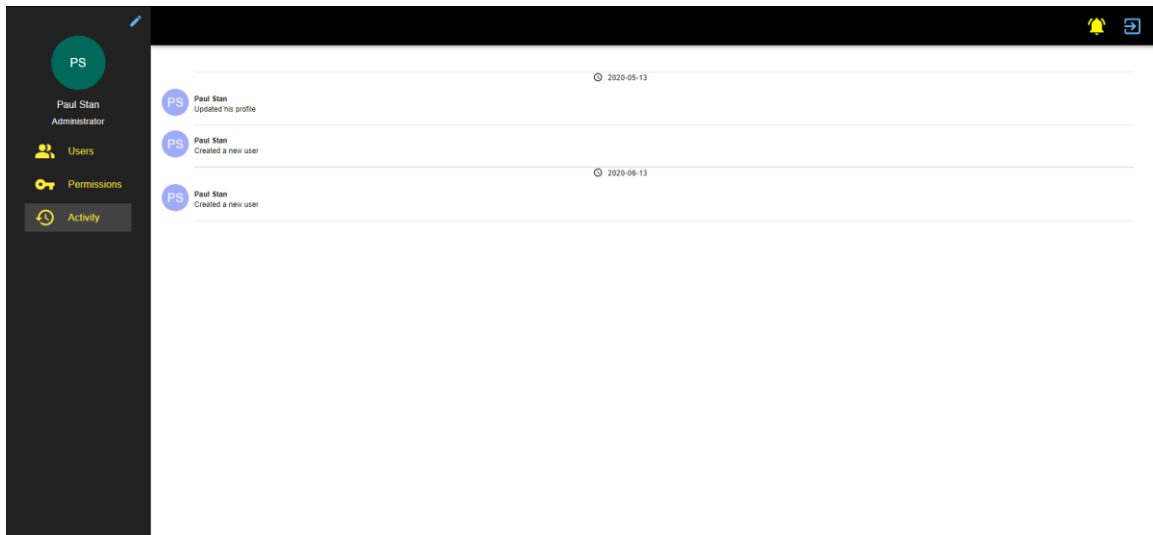 PS
Paul Stan
Administrator
Users
Permissions
Activity
2020-05-13
PS
Paul Stan
Updated his profile
PS
Paul Stan
Created a new user
2020-06-13
PS
Paul Stan
Created a new user